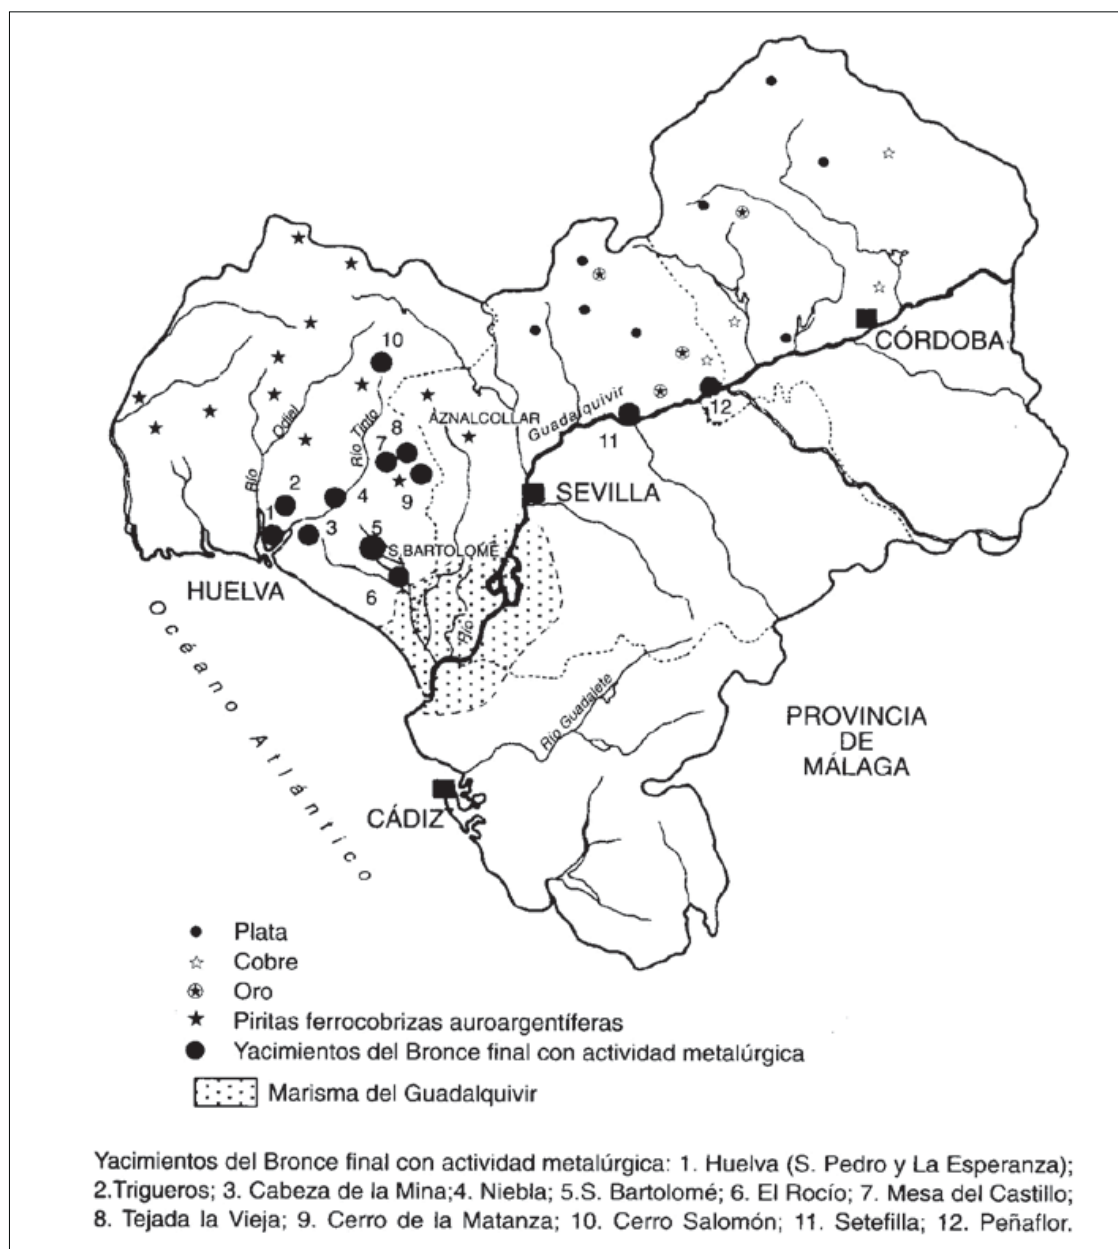 10
CÓRDOBA
Odiel
Río Tinto
AZNALCOLLAR
Guadalquivir
12
8
7
11
2
Río
4
9
SEVILLA
1
3
5
S.BARTOLOMÉ
HUELVA
6
Río
Océano Atlántico
Río Guadalete
PROVINCIA
DE
MÁLAGA
CÁDIZ
Plata
Cobre
Oro
Piritas ferrocobrizas auroargentíferas
Yacimientos del Bronce final con actividad metalúrgica
Marisma del Guadalquivir
Yacimientos del Bronce final con actividad metalúrgica: 1. Huelva (S. Pedro y La Esperanza);
2.Trigueros; 3. Cabeza de la Mina;4. Niebla; 5.S. Bartolomé; 6. El Rocío; 7. Mesa del Castillo;
8. Tejada la Vieja; 9. Cerro de la Matanza; 10. Cerro Salomón; 11. Setefilla; 12. Peñaflor.